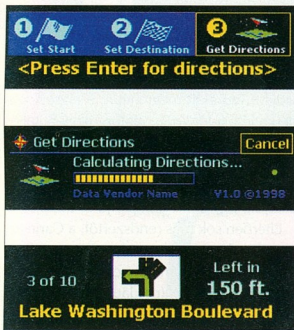 1 2 3
Set Start Set Destination Get Directions
<Press Enter for directions>
Get Directions Cancel
Calculating Directions...
Data Vendor Name V1.0 ©1998
3 of 10
Left in
150 ft.
Lake Washington Boulevard